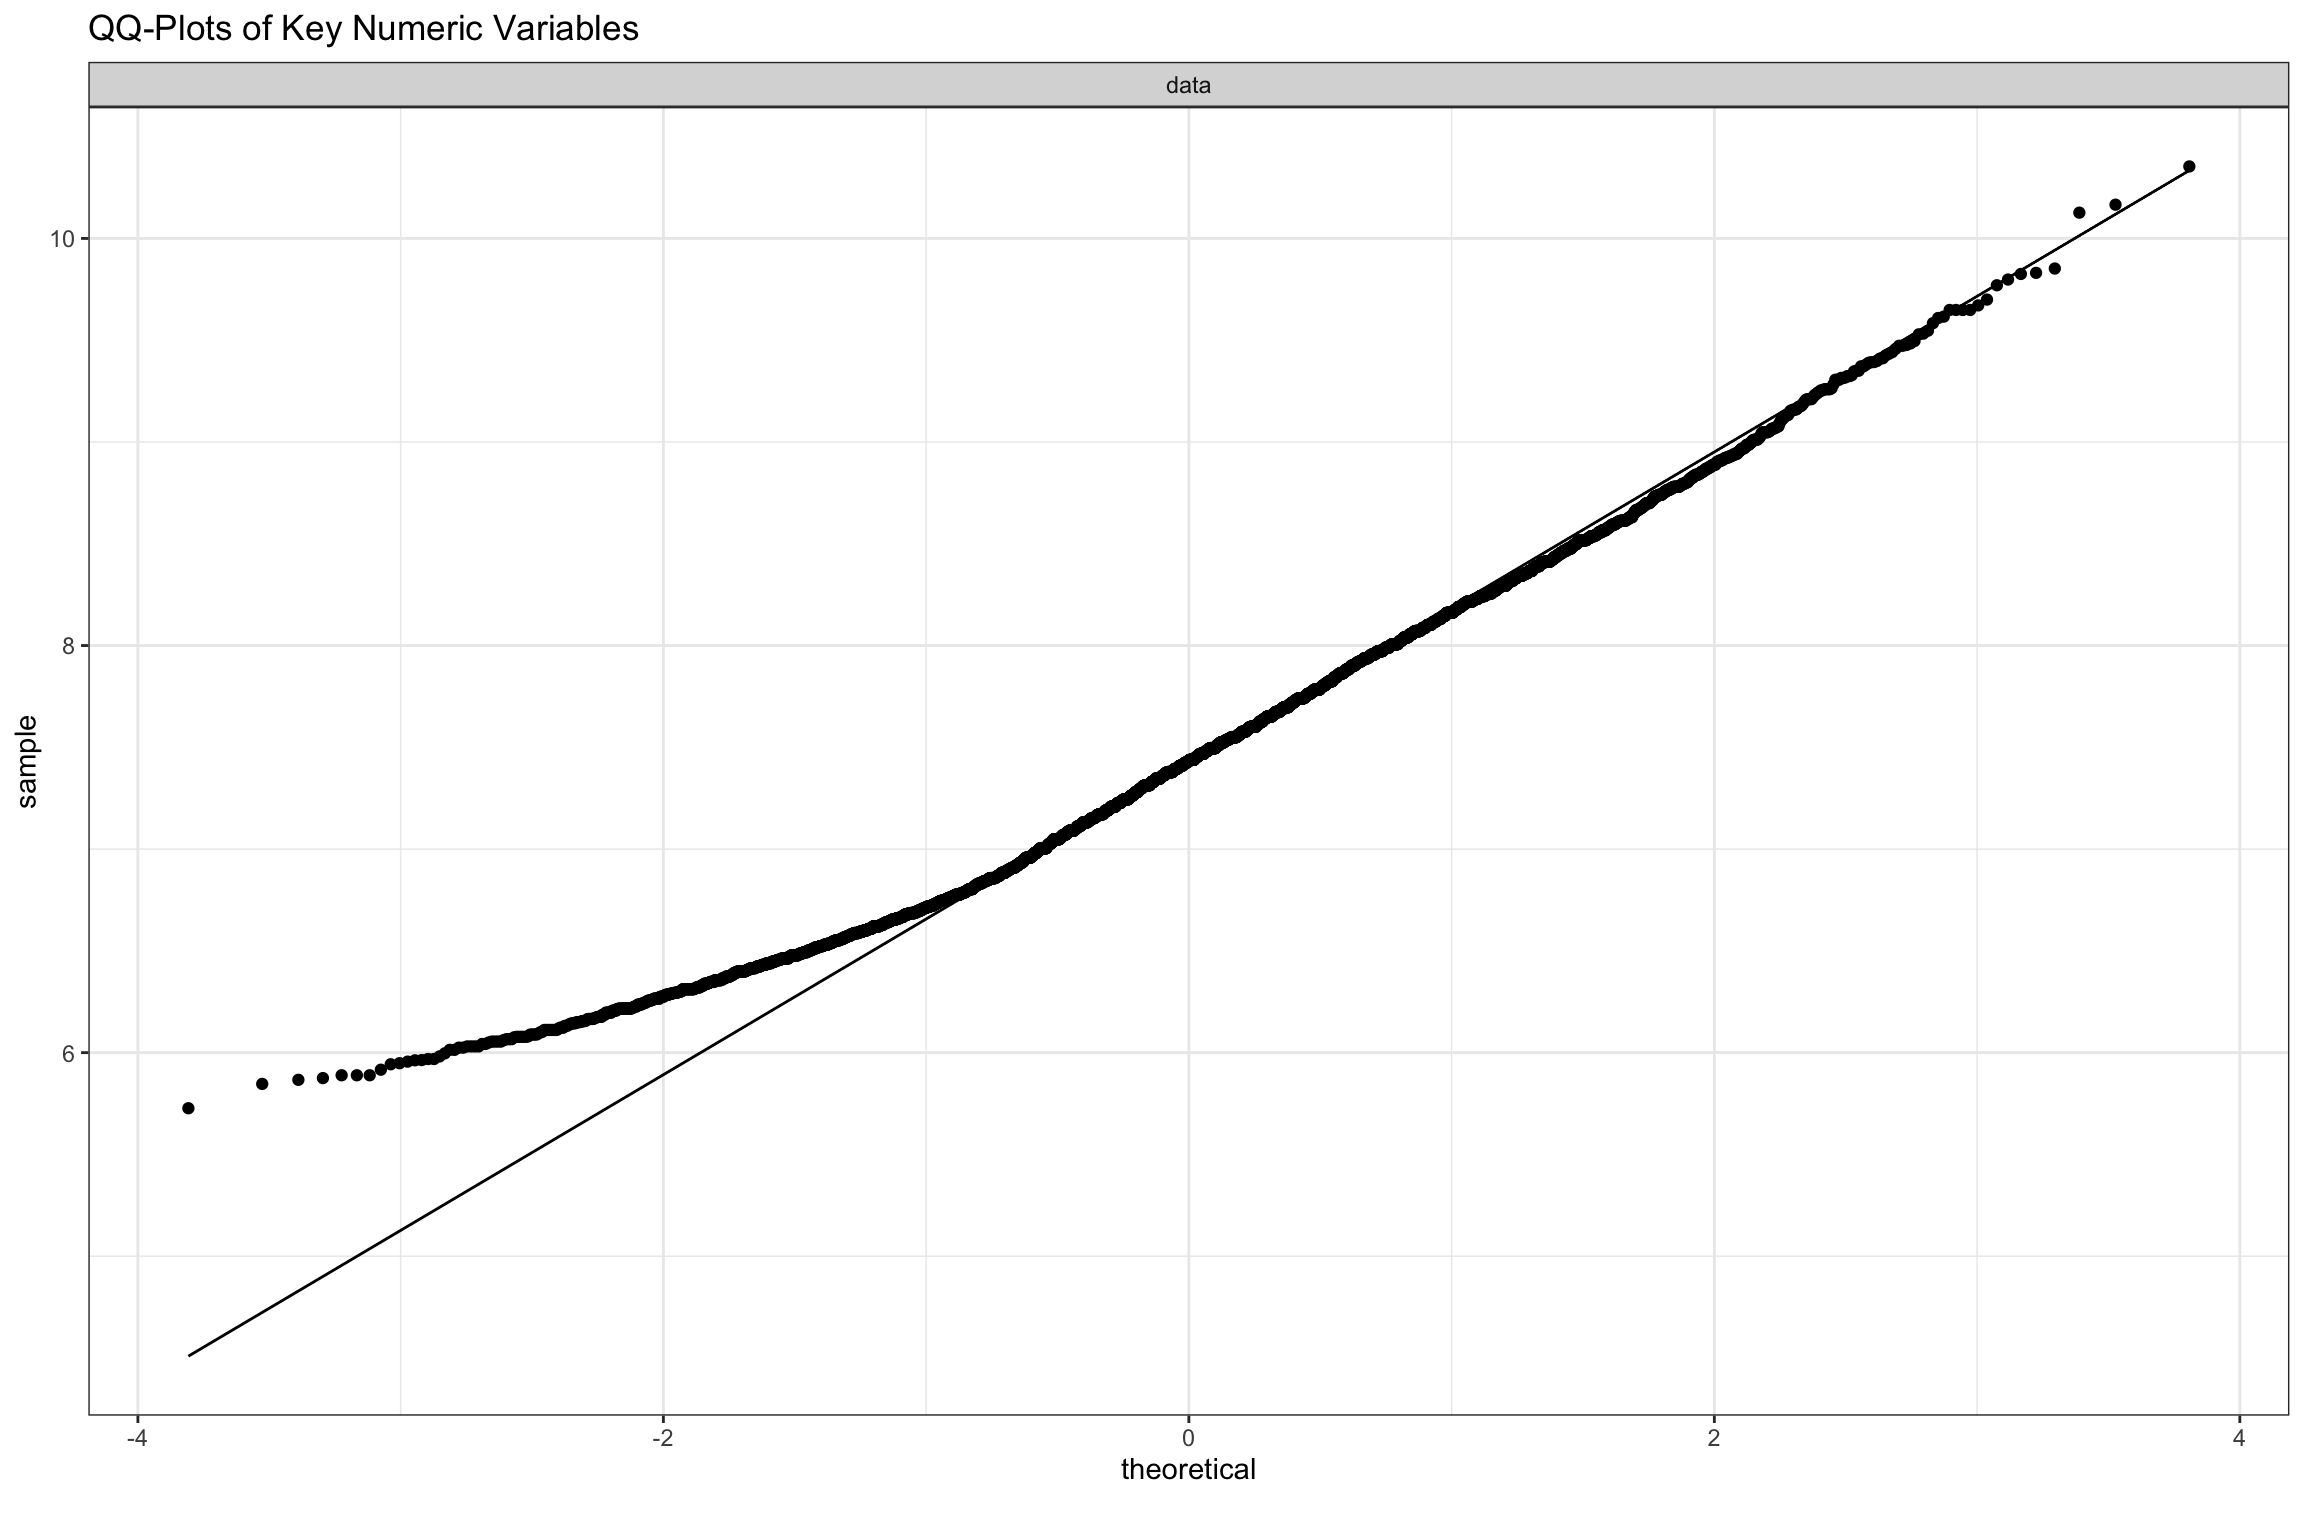 QQ-Plots of Key Numeric Variables
data
10
8
6
sample
-4 -2 0 2 4
theoretical